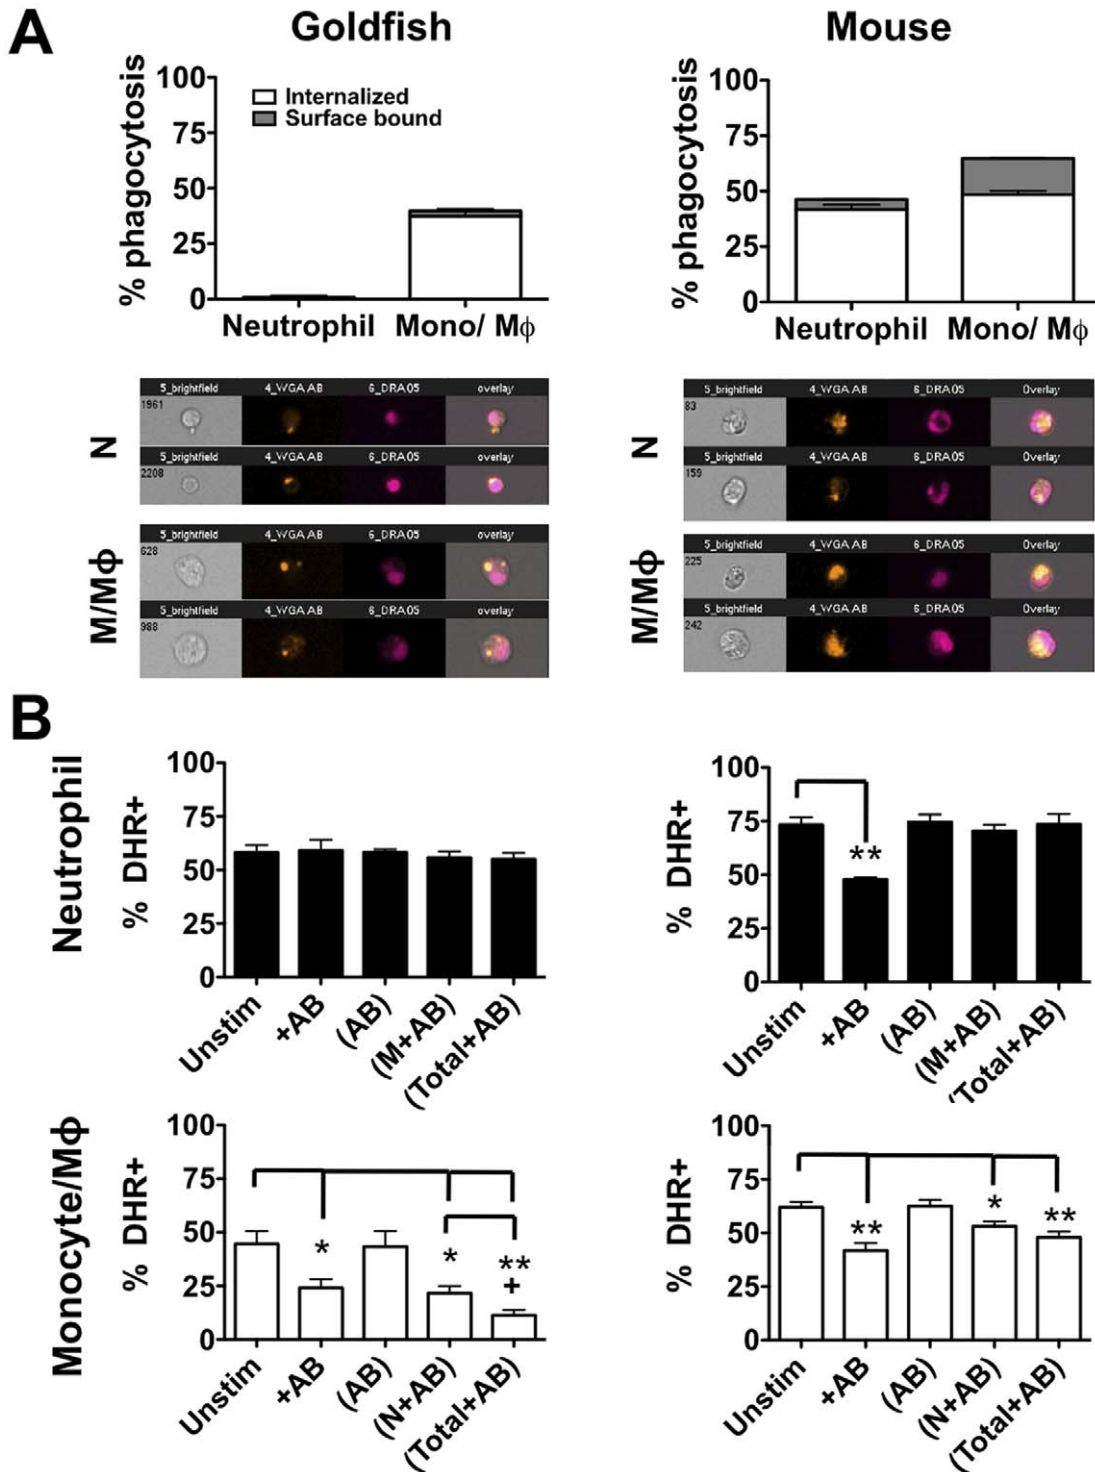 A
Goldfish
Mouse
% phagocytosis
100
75
50
25
0
Internalized
Surface bound
Neutrophil
Mono/ Mϕ
% phagocytosis
100
75
50
25
0
Neutrophil
Mono/ Mϕ
N
5_brightfield 4_WGA AB 6_DRA05 overlay
1961
5_brightfield 4_WGA AB 6_DRA05 Overlay
2208
M/Mϕ
5_brightfield 4_WGA AB 6_DRA05 overlay
628
5_brightfield 4_WGA AB 6_DRA05 overlay
988
N
5_brightfield 4_WGA AB 6_DRA05 Overlay
83
5_brightfield 4_WGA AB 6_DRA05 Overlay
159
M/Mϕ
5_brightfield 4_WGA AB 6_DRA05 Overlay
225
5_brightfield 4_WGA AB 6_DRA05 Overlay
242
B
Neutrophil
% DHR+
100
75
50
25
0
Unstim
+AB
(AB)
(M+AB)
(Total+AB)
% DHR+
100
75
50
25
0
**
Unstim
+AB
(AB)
(M+AB)
(Total+AB)
Monocyte/Mϕ
% DHR+
100
75
50
25
0
*
*
**
+
Unstim
+AB
(AB)
(N+AB)
(Total+AB)
% DHR+
100
75
50
25
0
**
*
**
Unstim
+AB
(AB)
(N+AB)
(Total+AB)